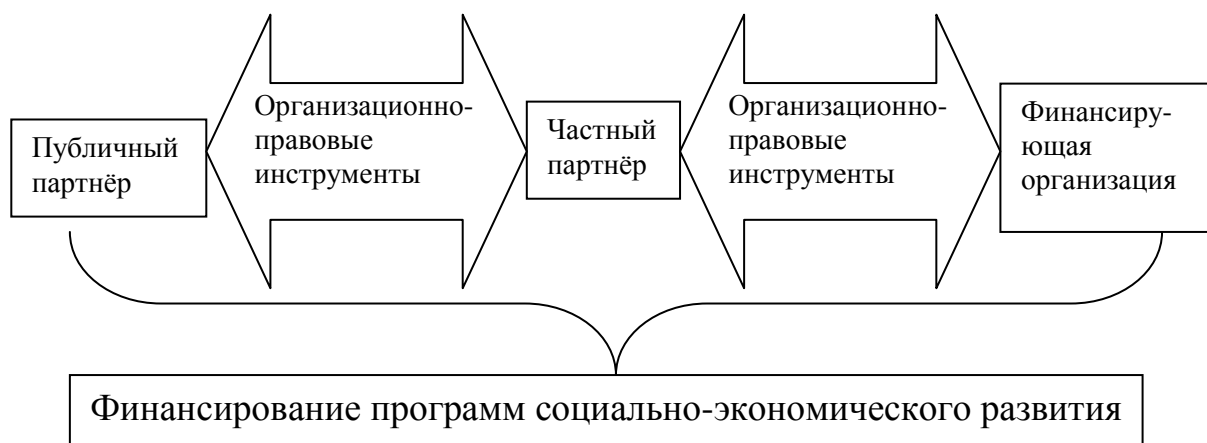 Публичный
партнёр
Организационно-
правовые
инструменты
Частный
партнёр
Организационно-
правовые
инструменты
Финансиру-
ющая
организация
Финансирование программ социально-экономического развития